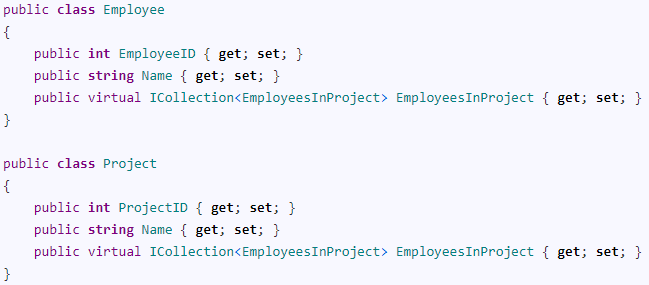 public class Employee
{
    public int EmployeeID { get; set; }
    public string Name { get; set; }
    public virtual ICollection<EmployeesInProject> EmployeesInProject { get; set; }
}
public class Project
{
    public int ProjectID { get; set; }
    public string Name { get; set; }
    public virtual ICollection<EmployeesInProject> EmployeesInProject { get; set; }
}